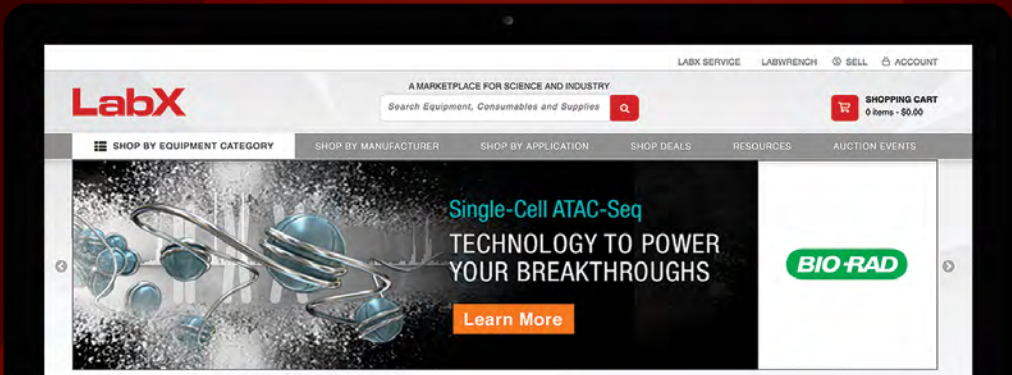 LABX SERVICE LABWRENCH SELL ACCOUNT
LabX
A MARKETPLACE FOR SCIENCE AND INDUSTRY
Search Equipment, Consumables and Supplies
SHOPPING CART
0 items - $0.00
SHOP BY EQUIPMENT CATEGORY SHOP BY MANUFACTURER SHOP BY APPLICATION SHOP DEALS RESOURCES AUCTION EVENTS
Single-Cell ATAC-Seq
TECHNOLOGY TO POWER
YOUR BREAKTHROUGHS
Learn More
BIO-RAD